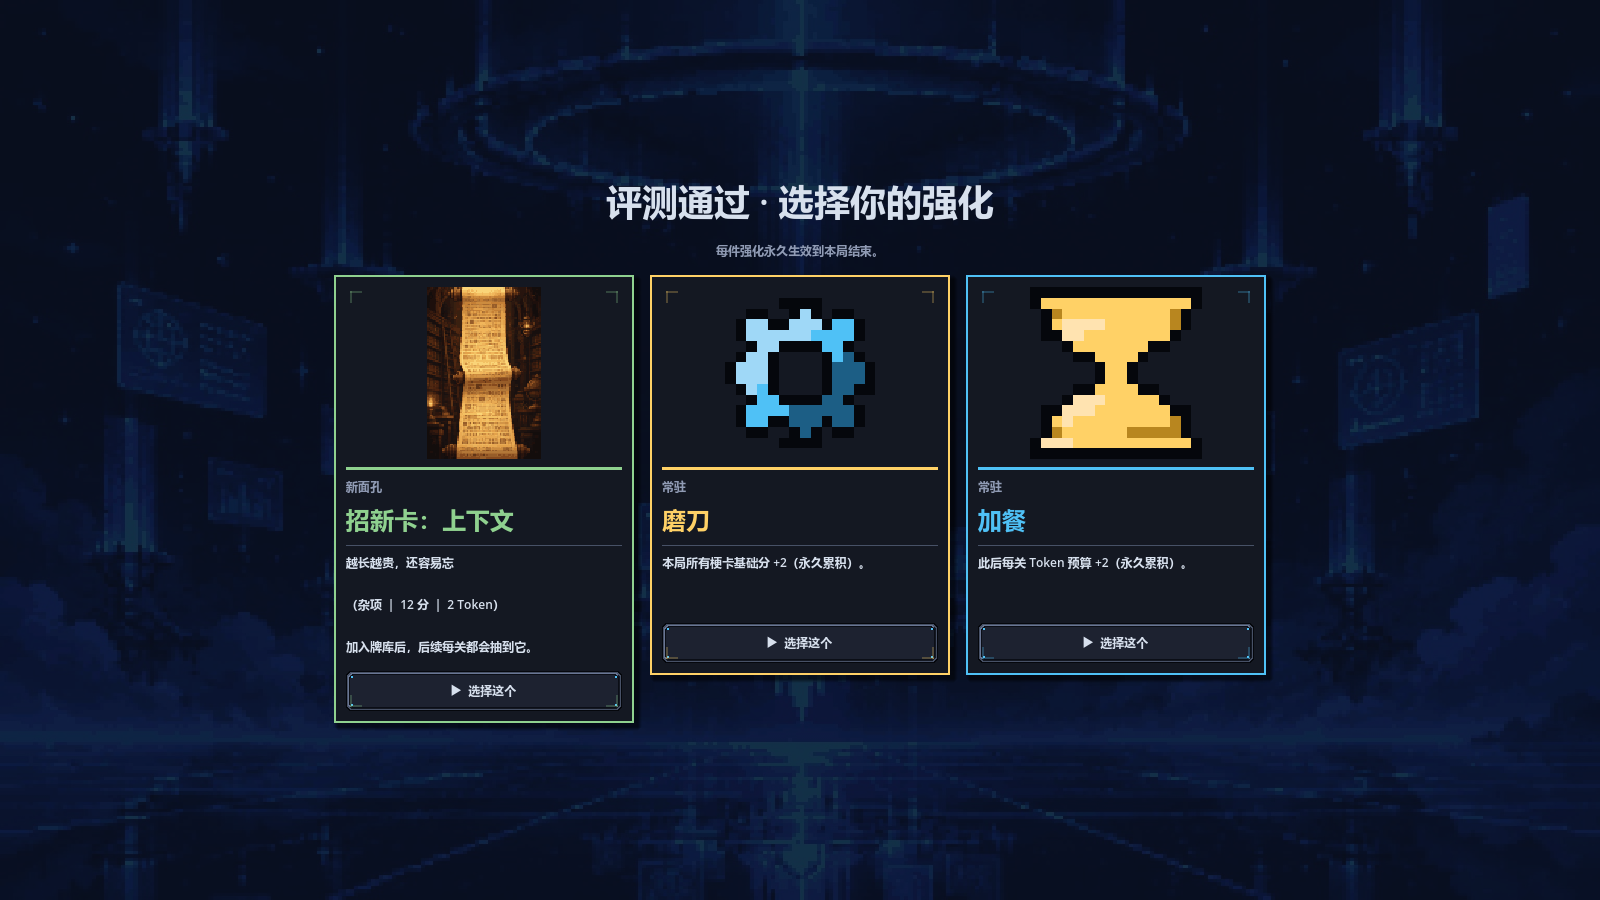 评测通过 · 选择你的强化
每件强化永久生效到本局结束。
新面孔
招新卡：上下文
越长越贵，还容易忘
（杂项 | 12 分 | 2 Token）
加入牌库后，后续每关都会抽到它。
▶ 选择这个
常驻
磨刀
本局所有梗卡基础分 +2（永久累积）。
▶ 选择这个
常驻
加餐
此后每关 Token 预算 +2（永久累积）。
▶ 选择这个